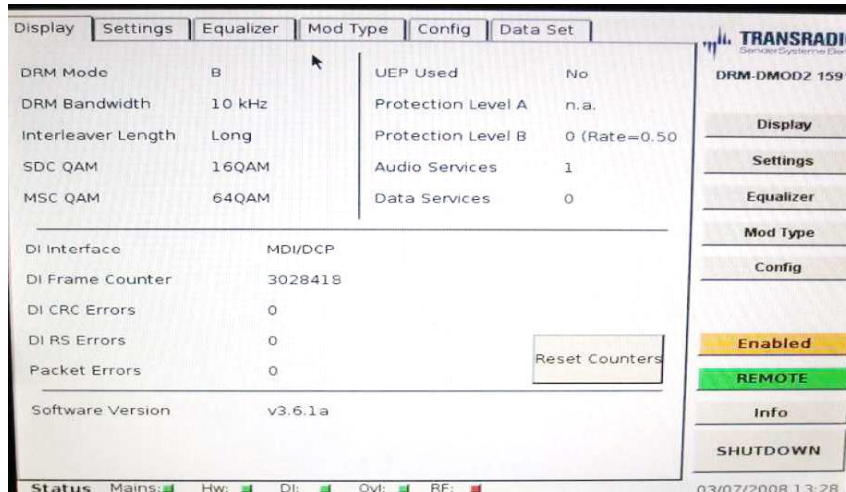 Display Settings Equalizer Mod Type Config Data Set
TRANSRADI
SenderSysteme Ber
DRM-DMOD2 159
DRM Mode B
DRM Bandwidth 10 kHz
Interleaver Length Long
SDC QAM 16QAM
MSC QAM 64QAM
UEP Used No
Protection Level A n.a.
Protection Level B 0 (Rate=0.50
Audio Services 1
Data Services 0
DI Interface MDI/DCP
DI Frame Counter 3028418
DI CRC Errors 0
DI RS Errors 0
Packet Errors 0
Reset Counters
Software Version v3.6.1a
Display
Settings
Equalizer
Mod Type
Config
Enabled
REMOTE
Info
SHUTDOWN
Status Mains: Hw: DI: Ovl: RF:
03/07/2008 13:28